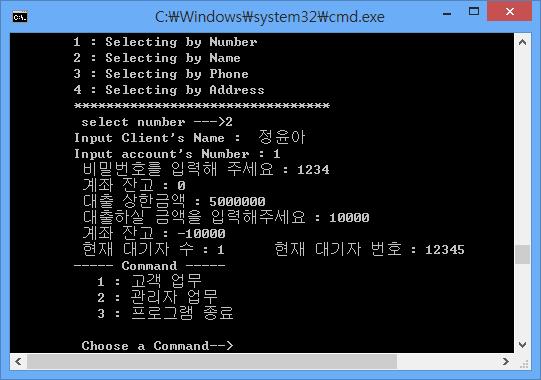 C:₩Windows₩system32₩cmd.exe
1 : Selecting by Number
2 : Selecting by Name
3 : Selecting by Phone
4 : Selecting by Address
********************************
select number --->2
Input Client's Name :  정윤아
Input account's Number : 1
비밀번호를 입력해 주세요 : 1234
계좌 잔고 : 0
대출 상한금액 : 5000000
대출하실 금액을 입력해주세요 : 10000
계좌 잔고 : -10000
현재 대기자 수 : 1      현재 대기자 번호 : 12345
----- Command -----
1 : 고객 업무
2 : 관리자 업무
3 : 프로그램 종료
Choose a Command-->